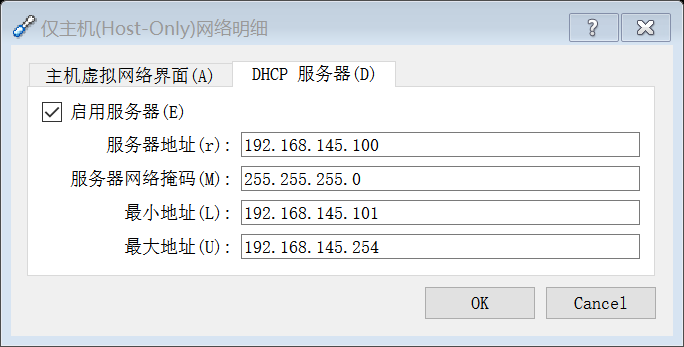 仅主机(Host-Only)网络明细
主机虚拟网络界面(A)
DHCP 服务器(D)
启用服务器(E)
服务器地址(r): 192.168.145.100
服务器网络掩码(M): 255.255.255.0
最小地址(L): 192.168.145.101
最大地址(U): 192.168.145.254
OK
Cancel